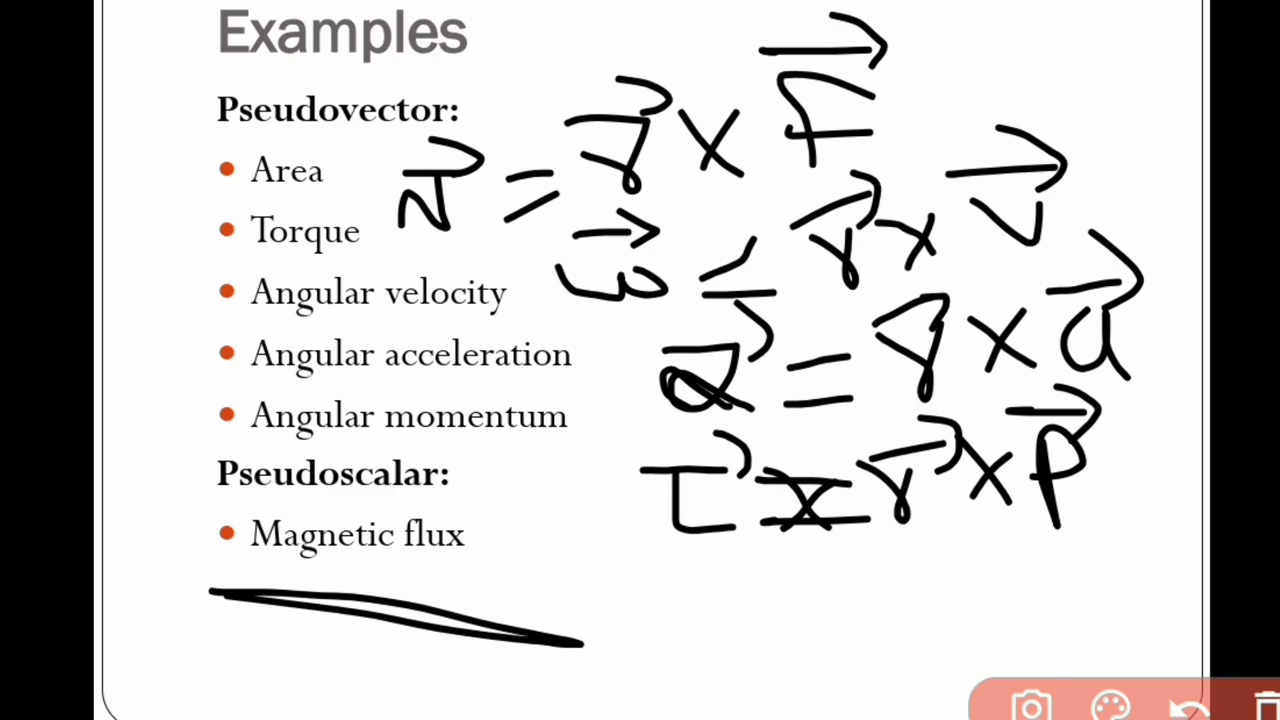 Examples
Pseudovector:
Area
Torque
Angular velocity
Angular acceleration
Angular momentum
Pseudoscalar:
Magnetic flux
= r⃗ × F⃗
ω⃗ = r⃗ × v⃗
α⃗ = r⃗ × a⃗
L⃗ = r⃗ × P⃗